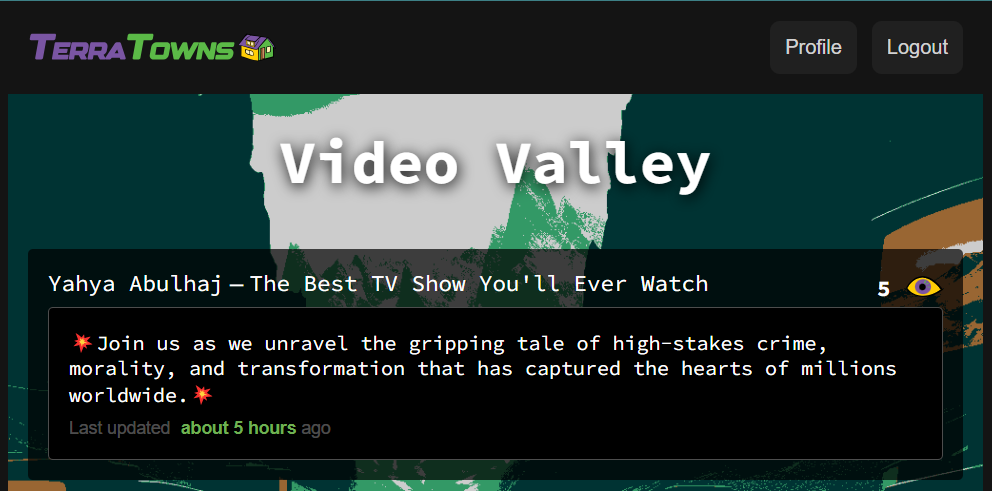 TERRATOWNS
Profile
Logout
Video Valley
Yahya Abulhaj — The Best TV Show You'll Ever Watch
5
💥Join us as we unravel the gripping tale of high-stakes crime,
morality, and transformation that has captured the hearts of millions
worldwide.💥
Last updated about 5 hours ago